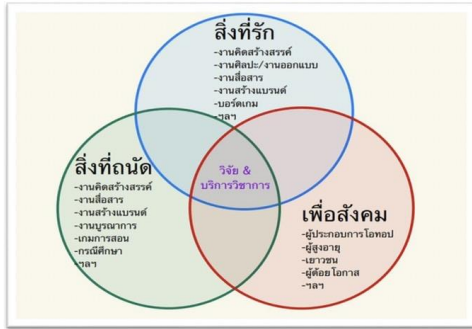 สิ่งที่รัก
-งานคิดสร้างสรรค์
-งานศิลปะ/งานออกแบบ
-งานสื่อสาร
-งานสร้างแบรนด์
-บอร์ดเกม
-ฯลฯ
สิ่งที่ถนัด
-งานคิดสร้างสรรค์
-งานสื่อสาร
-งานสร้างแบรนด์
-งานบูรณาการ
-เกมการสอน
-กรณีศึกษา
-ฯลฯ
วิจัย &
บริการวิชาการ
เพื่อสังคม
-ผู้ประกอบการโอทอป
-ผู้สูงอายุ
-เยาวชน
-ผู้ด้อยโอกาส
-ฯลฯ